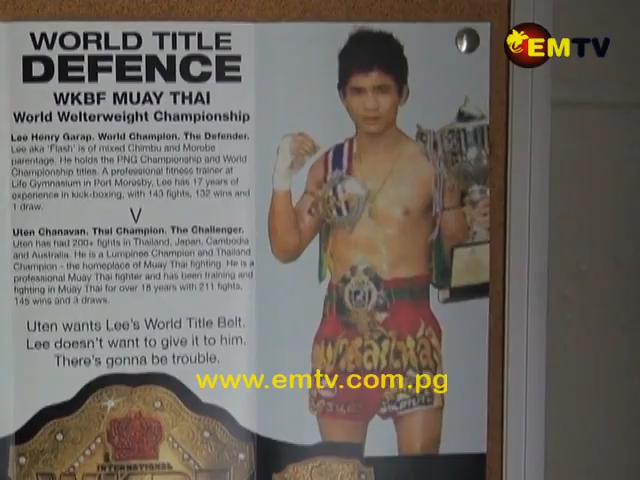 EMTV
WORLD TITLE
DEFENCE
WKBF MUAY THAI
World Welterweight Championship
Lee Henry Garap. World Champion. The Defender.
Lee aka 'Flash' is of mixed Chimbu and Morobe
parentage. He holds the PNG Championship and World
Championship titles. A professional fitness trainer at
Life Gymnasium in Port Moresby, Lee has 17 years of
experience in kick-boxing, with 143 fights, 132 wins and
1 draw.
V
Uten Chanavan. Thai Champion. The Challenger.
Uten has had 200+ fights in Thailand, Japan, Cambodia
and Australia. He is a Lumpinee Champion and Thailand
Champion - the homeplace of Muay Thai fighting. He is a
professional Muay Thai fighter and has been training and
fighting in Muay Thai for over 18 years with 211 fights,
145 wins and 3 draws.
Uten wants Lee's World Title Belt.
Lee doesn't want to give it to him.
There's gonna be trouble.
www.emtv.com.pg
INTERNATIONAL